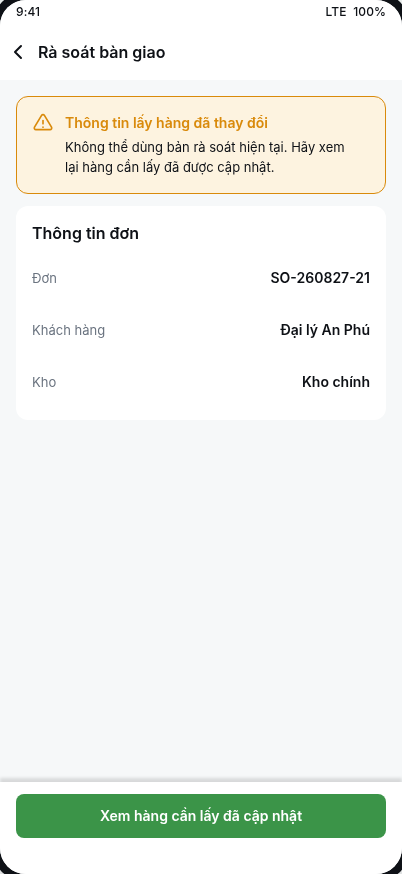 9:41 LTE 100%
Rà soát bàn giao
Thông tin lấy hàng đã thay đổi
Không thể dùng bản rà soát hiện tại. Hãy xem
lại hàng cần lấy đã được cập nhật.
Thông tin đơn
Đơn SO-260827-21
Khách hàng Đại lý An Phú
Kho Kho chính
Xem hàng cần lấy đã cập nhật